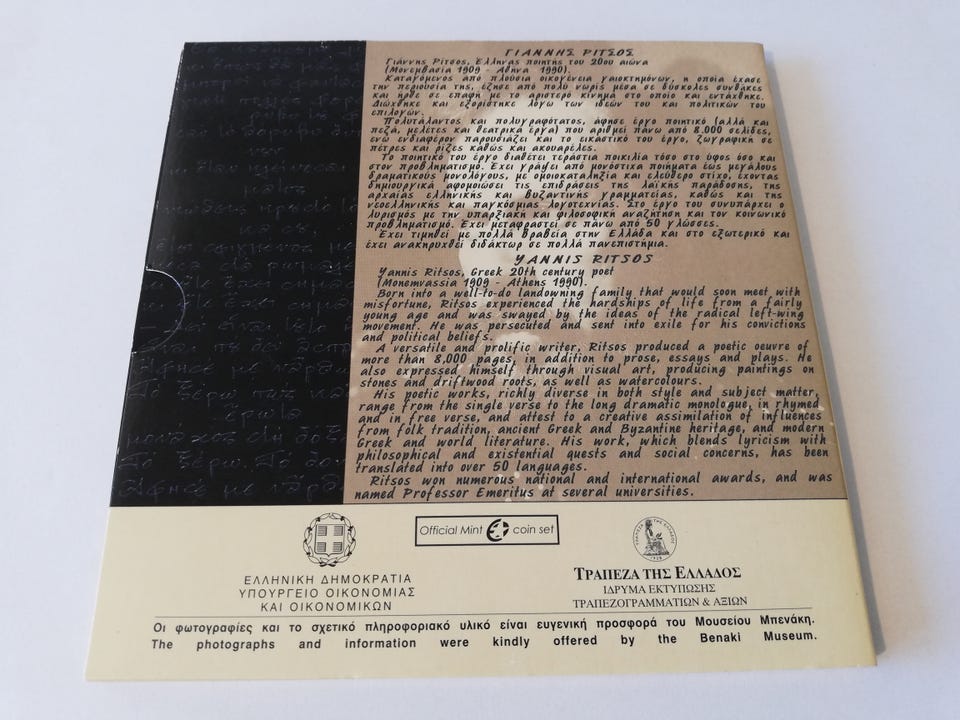 ΓΙΑΝΝΗΣ ΡΙΤΣΟΣ
Γιάννης Ρίτσος, Έλληνας ποιητής του 20ου αιώνα
(Μονεμβασία 1909 - Αθήνα 1990).
Καταγόμενος από πλούσια οικογένεια γαιοκτημόνων, η οποία έχασε
την περιουσία της, έζησε από πολύ νωρίς μέσα σε δύσκολες συνθήκες
και ήρθε σε επαφή με το αριστερό κίνημα στο οποίο και εντάχθηκε.
Διώχθηκε και εξορίστηκε λόγω των ιδεών του και πολιτικών του
επιλογών.
Πολυτάλαντος και πολυγραφότατος, άφησε έργο ποιητικό (αλλά και
πεζά, μελέτες και θεατρικά έργα) που αριθμεί πάνω από 8.000 σελίδες,
ενώ ενδιαφέρον παρουσιάζει και το εικαστικό του έργο, ζωγραφική σε
πέτρες και ρίζες καθώς και ακουαρέλες.
Το ποιητικό του έργο διαθέτει τεράστια ποικιλία τόσο στο ύφος όσο και
στον προβληματισμό. Έχει γράψει από μονόστιχα ποιήματα έως μεγάλους
δραματικούς μονολόγους, με ομοιοκαταληξία και ελεύθερο στίχο, έχοντας
δημιουργικά αφομοιώσει τις επιδράσεις της λαϊκής παράδοσης, της
αρχαίας ελληνικής και βυζαντινής γραμματείας, καθώς και της
νεοελληνικής και παγκόσμιας λογοτεχνίας. Στο έργο του συνυπάρχει ο
λυρισμός με την υπαρξιακή και φιλοσοφική αναζήτηση και τον κοινωνικό
προβληματισμό. Έχει μεταφραστεί σε πάνω από 50 γλώσσες.
Έχει τιμηθεί με πολλά βραβεία στην Ελλάδα και στο εξωτερικό και
έχει ανακηρυχθεί διδάκτωρ σε πολλά πανεπιστήμια.
YANNIS RITSOS
Yannis Ritsos, Greek 20th century poet
(Monemvassia 1909 - Athens 1990).
Born into a well-to-do landowning family that would soon meet with
misfortune, Ritsos experienced the hardships of life from a fairly
young age and was swayed by the ideas of the radical left-wing
movement. He was persecuted and sent into exile for his convictions
and political beliefs.
A versatile and prolific writer, Ritsos produced a poetic oeuvre of
more than 8,000 pages, in addition to prose, essays and plays. He
also expressed himself through visual art, producing paintings on
stones and driftwood roots, as well as watercolours.
His poetic works, richly diverse in both style and subject matter,
range from the single verse to the long dramatic monologue, in rhymed
and in free verse, and attest to a creative assimilation of influences
from folk tradition, ancient Greek and Byzantine heritage, and modern
Greek and world literature. His work, which blends lyricism with
philosophical and existential quests and social concerns, has been
translated into over 50 languages.
Ritsos won numerous national and international awards, and was
named Professor Emeritus at several universities.
Official Mint coin set
ΕΛΛΗΝΙΚΗ ΔΗΜΟΚΡΑΤΙΑ
ΥΠΟΥΡΓΕΙΟ ΟΙΚΟΝΟΜΙΑΣ
ΚΑΙ ΟΙΚΟΝΟΜΙΚΩΝ
ΤΡΑΠΕΖΑ ΤΗΣ ΕΛΛΑΔΟΣ
ΙΔΡΥΜΑ ΕΚΤΥΠΩΣΗΣ
ΤΡΑΠΕΖΟΓΡΑΜΜΑΤΙΩΝ & ΑΞΙΩΝ
Οι φωτογραφίες και το σχετικό πληροφοριακό υλικό είναι ευγενική προσφορά του Μουσείου Μπενάκη.
The photographs and information were kindly offered by the Benaki Museum.